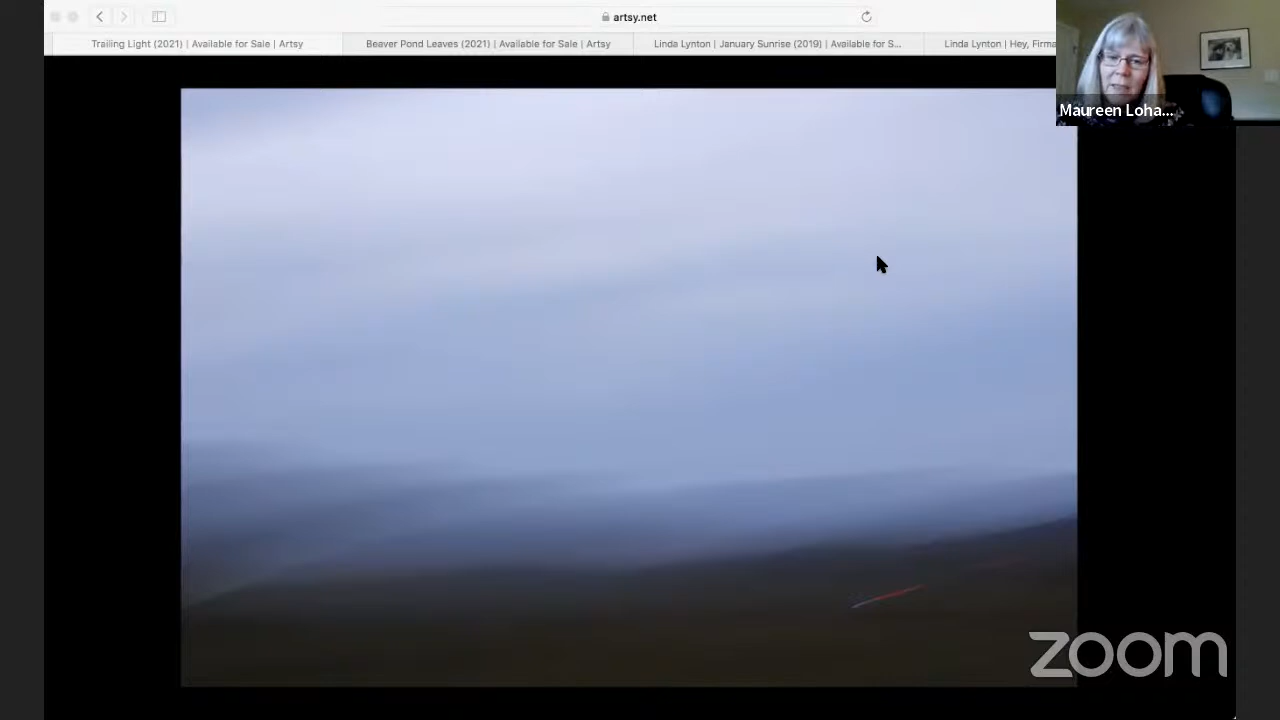 artsy.net
Trailing Light (2021) | Available for Sale | Artsy
Beaver Pond Leaves (2021) | Available for Sale | Artsy
Linda Lynton | January Sunrise (2019) | Available for S...
Linda Lynton | Hey, Firma
Maureen Loha...
zoom